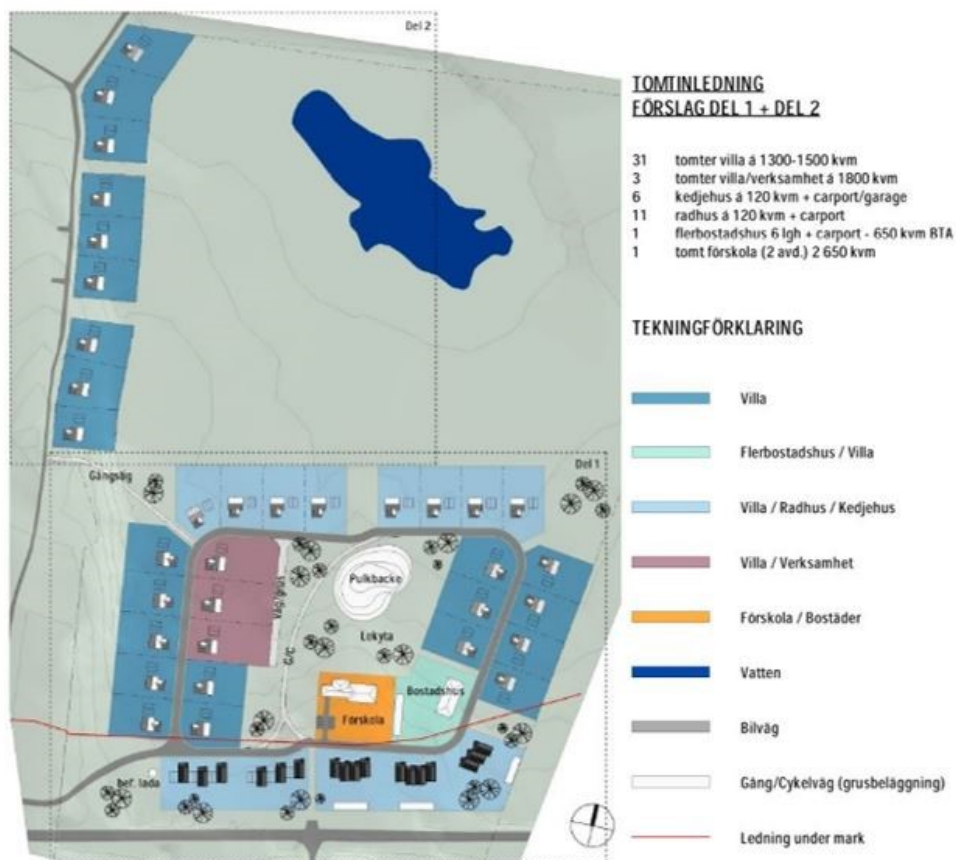 Del 2
TOMTINLEDNING
FÖRSLAG DEL 1 + DEL 2
31 tomter villa á 1300-1500 kvm
3 tomter villa/verksamhet á 1800 kvm
6 kedjehus á 120 kvm + carport/garage
11 radhus á 120 kvm + carport
1 flerbostadshus 6 lgh + carport - 650 kvm BTA
1 tomt förskola (2 avd.) 2 650 kvm
TEKNINGFÖRKLARING
Villa
Flerbostadshus / Villa
Villa / Radhus / Kedjehus
Villa / Verksamhet
Förskola / Bostäder
Vatten
Bilväg
Gång/Cykelväg (grusbeläggning)
Ledning under mark
Del 1
Gångstig
Pulkbacke
Väg/grus
Lekyta
G/C
Bostadshus
Förskola
bef. lada